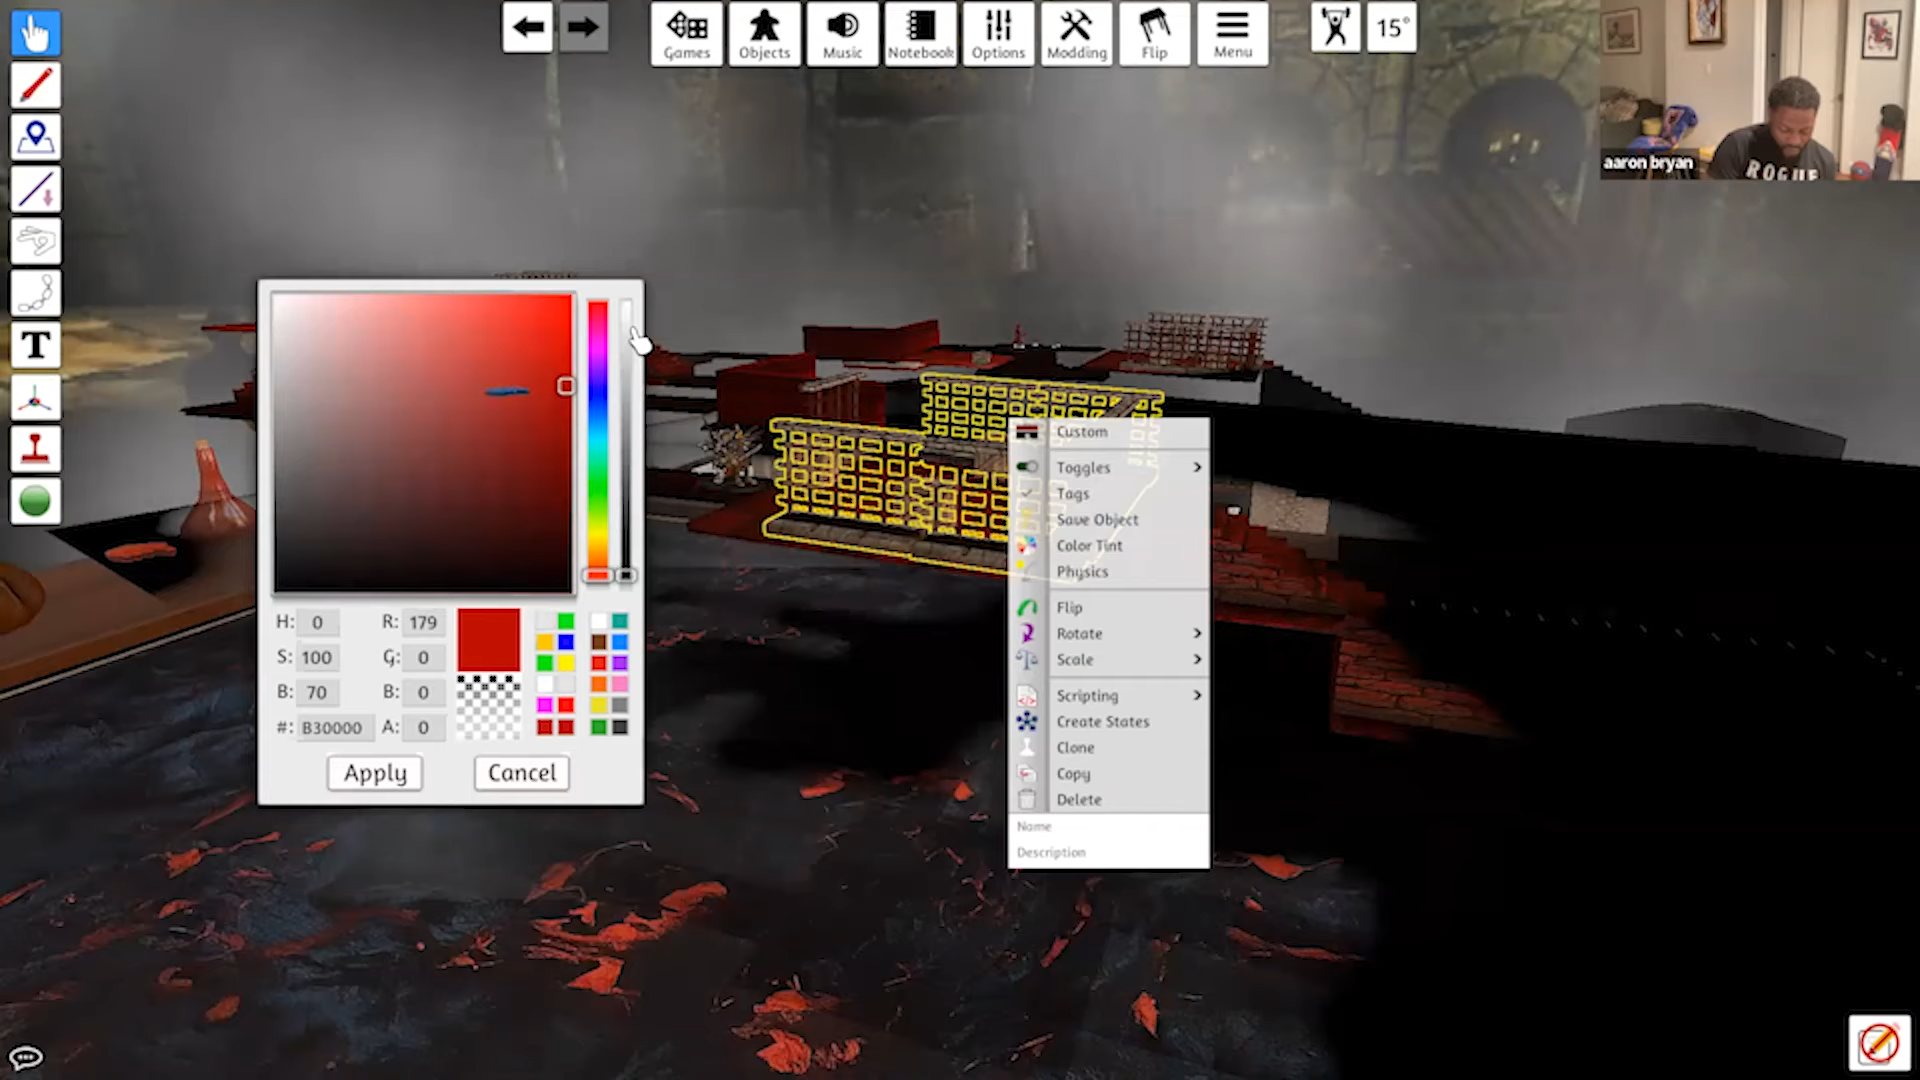 Games
Objects
Music
Notebook
Options
Modding
Flip
Menu
15°
aaron bryan
ROGUE
Custom
Toggles
Tags
Save Object
Color Tint
Physics
Flip
Rotate
Scale
Scripting
Create States
Clone
Copy
Delete
Name
Description
H: 0 R: 179
S: 100 G: 0
B: 70 B: 0
#: B30000 A: 0
Apply Cancel
T